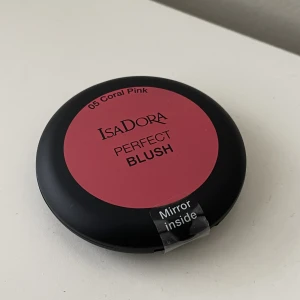 05 Coral Pink
ISADORA
PERFECT
BLUSH
Mirror
inside